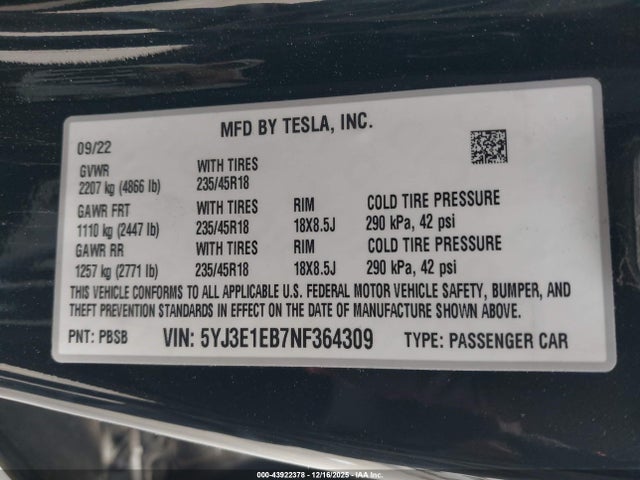 MFD BY TESLA, INC.
09/22
GVWR WITH TIRES
2207 kg (4866 lb) 235/45R18
GAWR FRT WITH TIRES RIM COLD TIRE PRESSURE
1110 kg (2447 lb) 235/45R18 18X8.5J 290 kPa, 42 psi
GAWR RR WITH TIRES RIM COLD TIRE PRESSURE
1257 kg (2771 lb) 235/45R18 18X8.5J 290 kPa, 42 psi
THIS VEHICLE CONFORMS TO ALL APPLICABLE U.S. FEDERAL MOTOR VEHICLE SAFETY, BUMPER, AND
THEFT PREVENTION STANDARDS IN EFFECT ON THE DATE OF MANUFACTURE SHOWN ABOVE.
PNT: PBSB VIN: 5YJ3E1EB7NF364309 TYPE: PASSENGER CAR
000-43922378 - 12/16/2025 - IAA Inc.